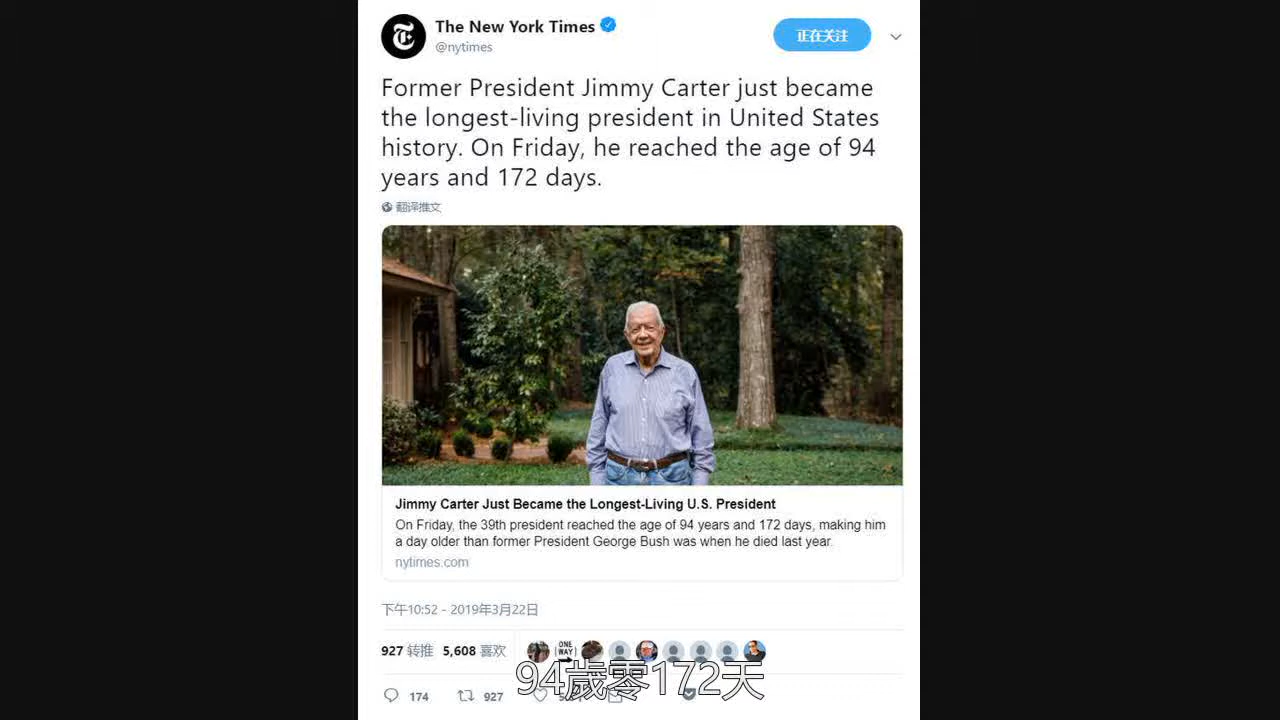 The New York Times
@nytimes
正在关注
Former President Jimmy Carter just became
the longest-living president in United States
history. On Friday, he reached the age of 94
years and 172 days.
翻译推文
Jimmy Carter Just Became the Longest-Living U.S. President
On Friday, the 39th president reached the age of 94 years and 172 days, making him
a day older than former President George Bush was when he died last year.
nytimes.com
下午10:52 - 2019年3月22日
927 转推 5,608 喜欢
ONE
WAY
94歲零172天
174 927